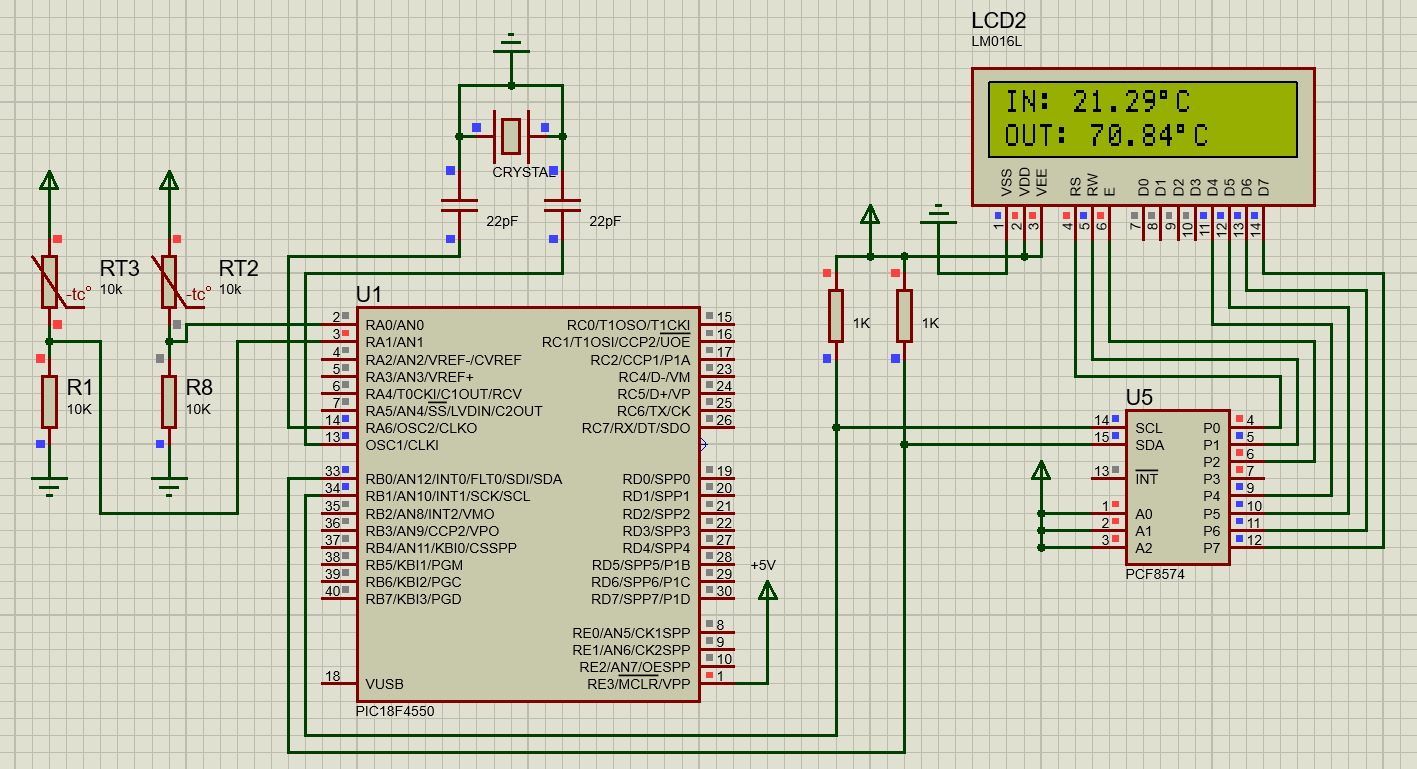 LCD2
LM016L
IN: 21.29°C
OUT: 70.84°C
VSS
VDD
VEE
RS
RW
E
D0
D1
D2
D3
D4
D5
D6
D7
1
2
3
4
5
6
7
8
9
10
11
12
13
14
CRYSTAL
22pF
22pF
RT3
10k
-tc°
RT2
10k
-tc°
R1
10K
R8
10K
1K
1K
U1
2 RA0/AN0
3 RA1/AN1
4 RA2/AN2/VREF-/CVREF
5 RA3/AN3/VREF+
6 RA4/T0CKI/C1OUT/RCV
7 RA5/AN4/SS/LVDIN/C2OUT
14 RA6/OSC2/CLKO
13 OSC1/CLKI
33 RB0/AN12/INT0/FLT0/SDI/SDA
34 RB1/AN10/INT1/SCK/SCL
35 RB2/AN8/INT2/VMO
36 RB3/AN9/CCP2/VPO
37 RB4/AN11/KBI0/CSSPP
38 RB5/KBI1/PGM
39 RB6/KBI2/PGC
40 RB7/KBI3/PGD
18 VUSB
RC0/T1OSO/T1CKI 15
RC1/T1OSI/CCP2/UOE 16
RC2/CCP1/P1A 17
RC4/D-/VM 23
RC5/D+/VP 24
RC6/TX/CK 25
RC7/RX/DT/SDO 26
RD0/SPP0 19
RD1/SPP1 20
RD2/SPP2 21
RD3/SPP3 22
RD4/SPP4 27
RD5/SPP5/P1B 28
RD6/SPP6/P1C 29
RD7/SPP7/P1D 30
RE0/AN5/CK1SPP 8
RE1/AN6/CK2SPP 9
RE2/AN7/OESPP 10
RE3/MCLR/VPP 1
PIC18F4550
+5V
U5
14 SCL
15 SDA
13 INT
1 A0
2 A1
3 A2
P0 4
P1 5
P2 6
P3 7
P4 9
P5 10
P6 11
P7 12
PCF8574